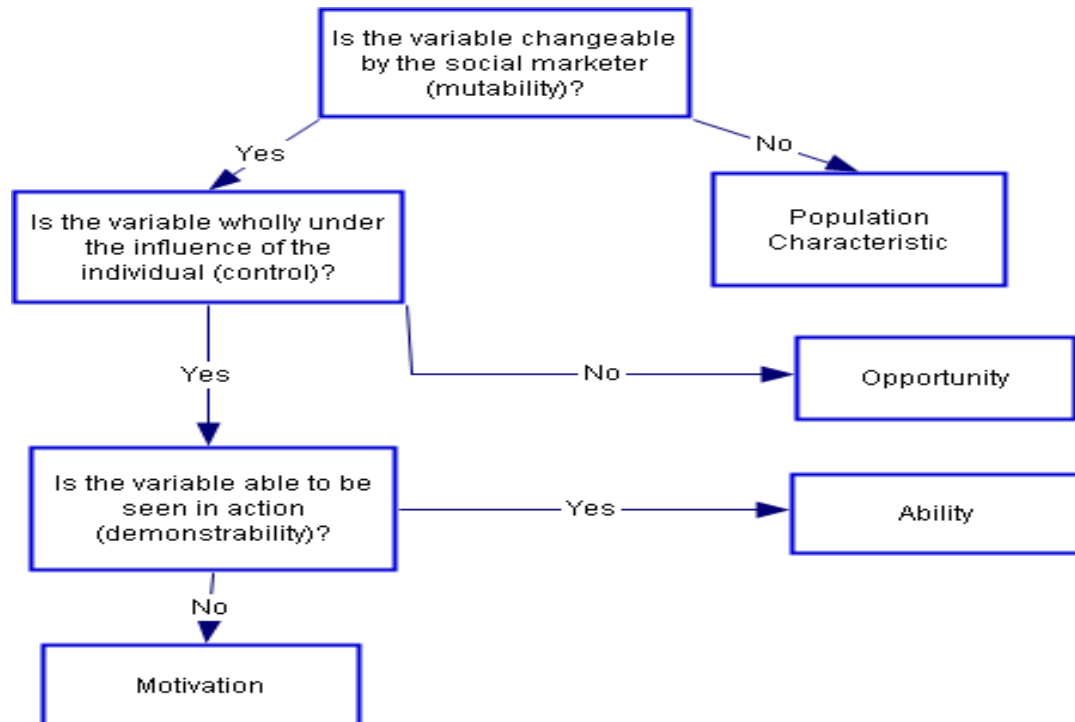 Is the variable changeable
by the social marketer
(mutability)?
Yes
No
Is the variable wholly under
the influence of the
individual (control)?
Population
Characteristic
Yes
No
Opportunity
Is the variable able to be
seen in action
(demonstrability)?
Yes
Ability
No
Motivation